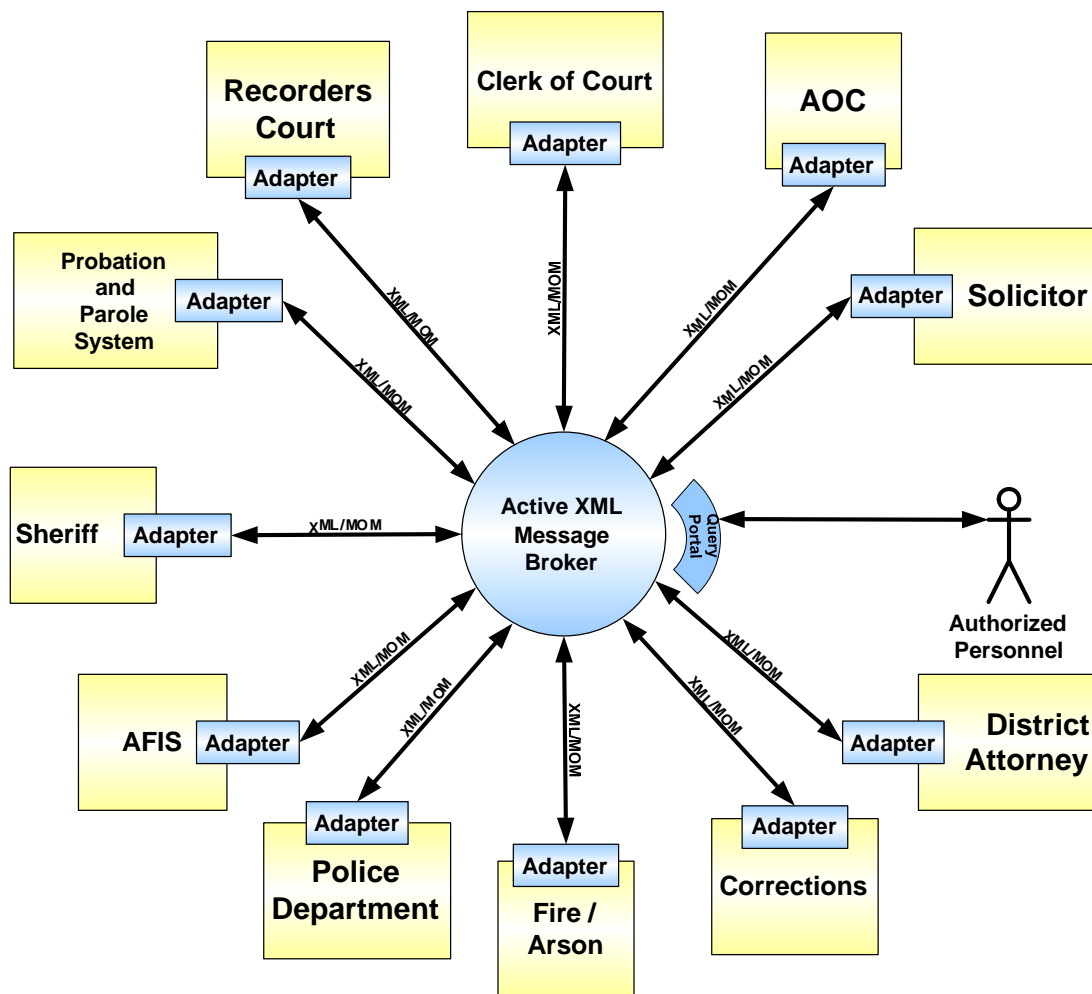 Clerk of Court
Adapter
Recorders
Court
Adapter
AOC
Adapter
Probation
and
Parole
System
Adapter
Solicitor
Adapter
XML/MOM
XML/MOM
XML/MOM
XML/MOM
XML/MOM
Sheriff
Adapter
XML/MOM
Active XML
Message
Broker
Query
Portal
Authorized
Personnel
XML/MOM
XML/MOM
XML/MOM
XML/MOM
XML/MOM
AFIS
Adapter
District
Attorney
Adapter
Adapter
Police
Department
Adapter
Fire /
Arson
Adapter
Corrections